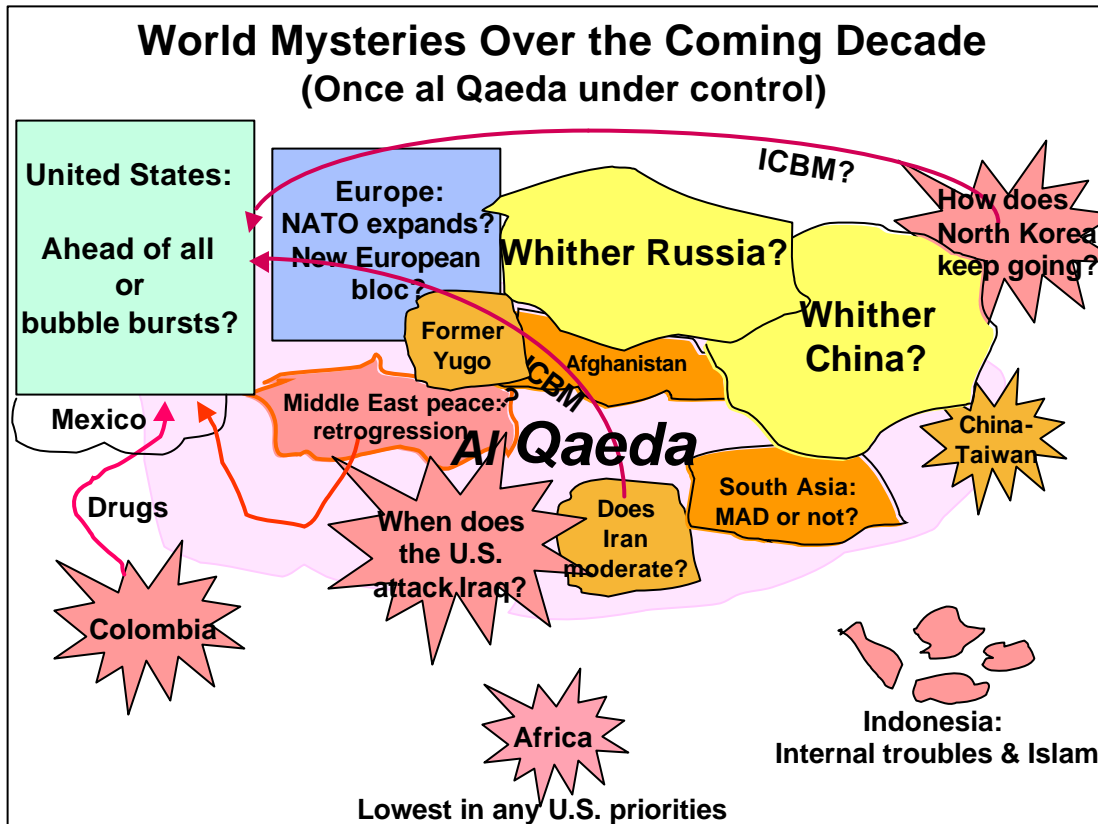 World Mysteries Over the Coming Decade
(Once al Qaeda under control)
United States:
Ahead of all
or
bubble bursts?
Europe:
NATO expands?
New European
bloc?
ICBM?
Whither Russia?
How does
North Korea
keep going?
Whither
China?
Former
Yugo
Afghanistan
ICBM
?
Mexico
Middle East peace:
retrogression
Al Qaeda
China-
Taiwan
South Asia:
MAD or not?
Drugs
When does
the U.S.
attack Iraq?
Does
Iran
moderate?
Colombia
Africa
Lowest in any U.S. priorities
Indonesia:
Internal troubles & Islam